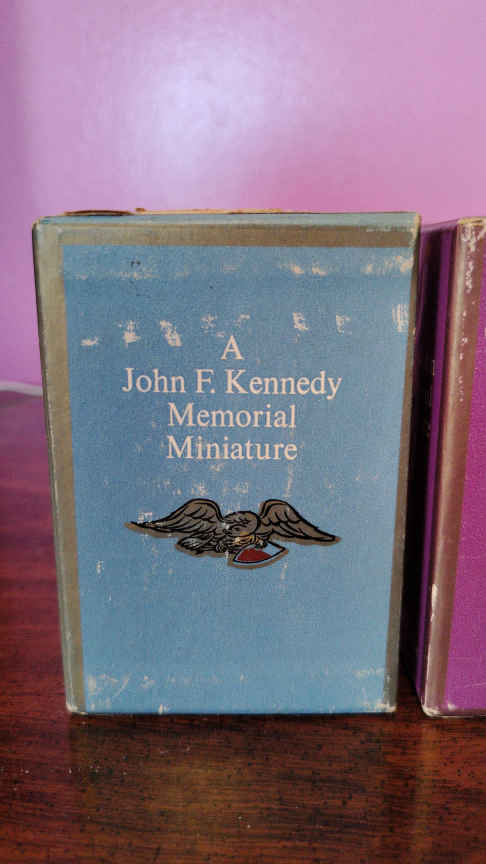 A
John F. Kennedy
Memorial
Miniature